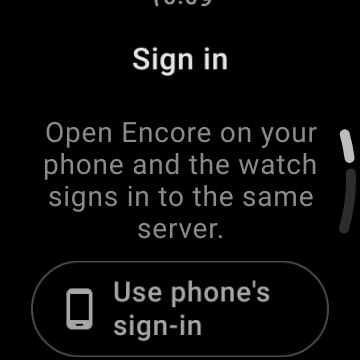 Sign in
Open Encore on your
phone and the watch
signs in to the same
server.
Use phone's
sign-in